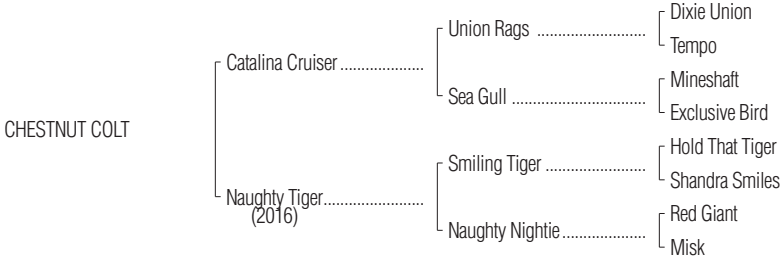 Dixie Union
Union Rags ........................
Tempo
Catalina Cruiser ...................
Mineshaft
Sea Gull ..............................
Exclusive Bird
CHESTNUT COLT
Hold That Tiger
Smiling Tiger .......................
Shandra Smiles
Naughty Tiger.......................
(2016)
Red Giant
Naughty Nightie...................
Misk